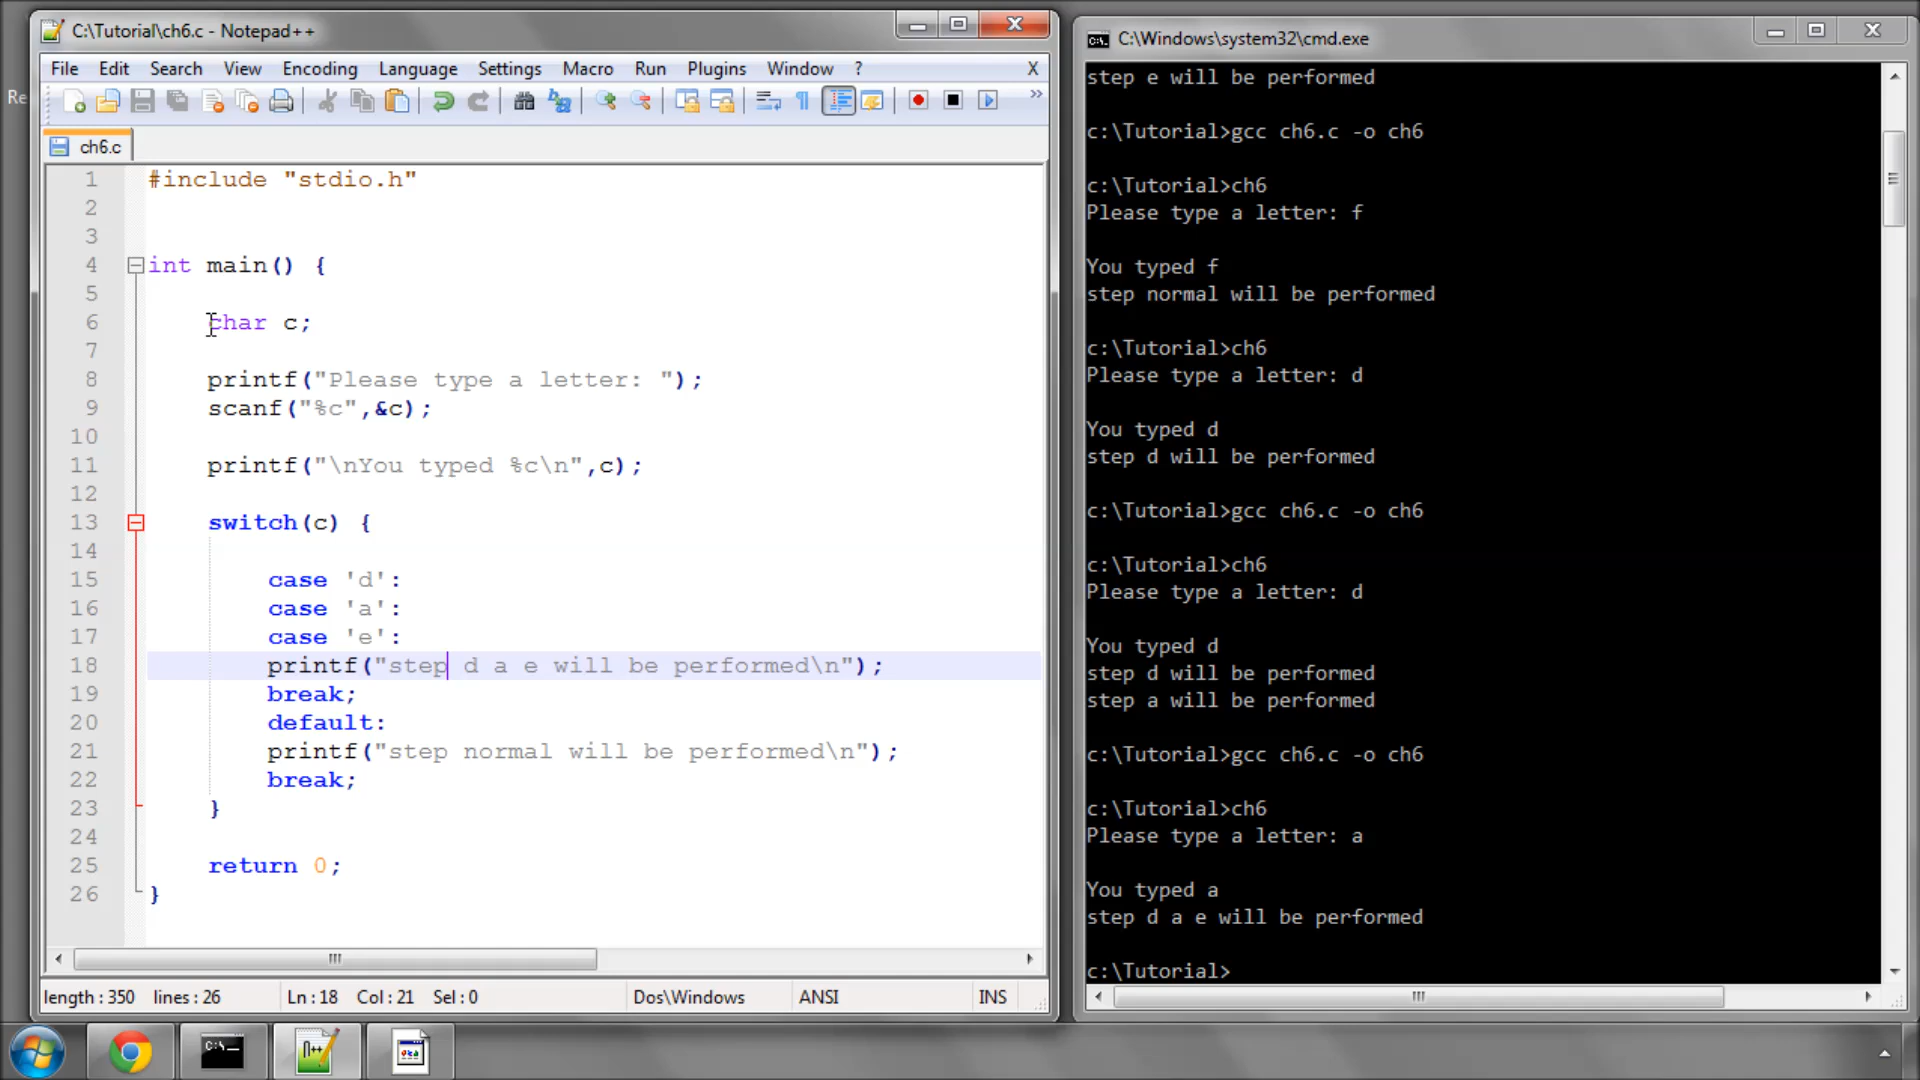 C:\Tutorial\ch6.c - Notepad++
File Edit Search View Encoding Language Settings Macro Run Plugins Window ? X
ch6.c
1 #include "stdio.h"
2
3
4 int main() {
5
6 char c;
7
8 printf("Please type a letter: ");
9 scanf("%c",&c);
10
11 printf("\nYou typed %c\n",c);
12
13 switch(c) {
14
15 case 'd':
16 case 'a':
17 case 'e':
18 printf("step d a e will be performed\n");
19 break;
20 default:
21 printf("step normal will be performed\n");
22 break;
23 }
24
25 return 0;
26 }
length : 350 lines : 26 Ln : 18 Col : 21 Sel : 0 Dos\Windows ANSI INS
Re
C:\Windows\system32\cmd.exe
step e will be performed
c:\Tutorial>gcc ch6.c -o ch6
c:\Tutorial>ch6
Please type a letter: f
You typed f
step normal will be performed
c:\Tutorial>ch6
Please type a letter: d
You typed d
step d will be performed
c:\Tutorial>gcc ch6.c -o ch6
c:\Tutorial>ch6
Please type a letter: d
You typed d
step d will be performed
step a will be performed
c:\Tutorial>gcc ch6.c -o ch6
c:\Tutorial>ch6
Please type a letter: a
You typed a
step d a e will be performed
c:\Tutorial>